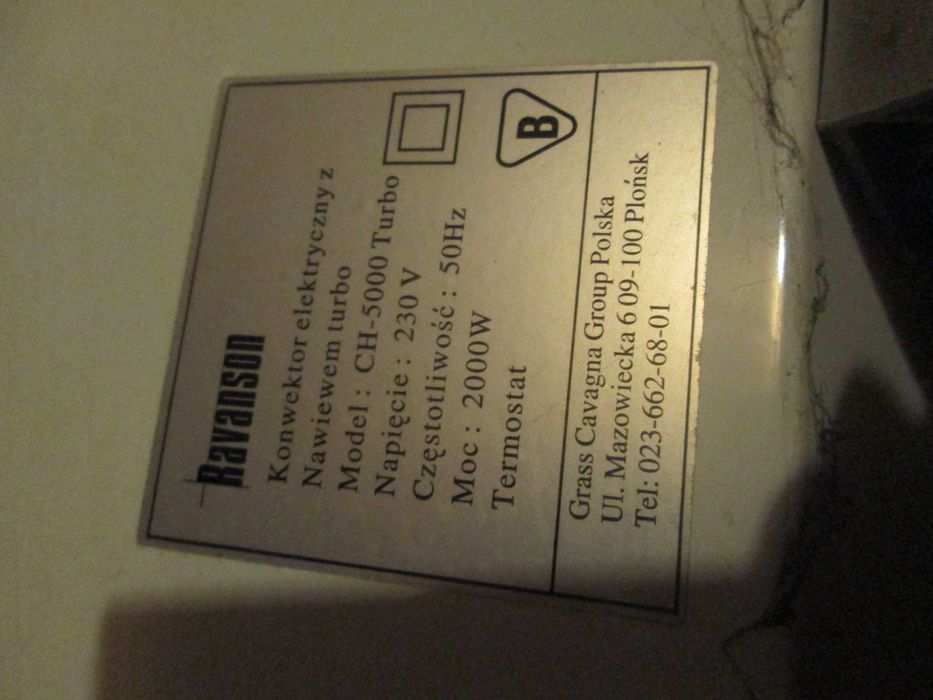 Ravanson
Konwektor elektryczny z
Nawiewem turbo
Model : CH-5000 Turbo
Napięcie : 230 V
Częstotliwość : 50Hz
Moc : 2000W
Termostat
B
Grass Cavagna Group Polska
Ul. Mazowiecka 6 09-100 Plońsk
Tel: 023-662-68-01